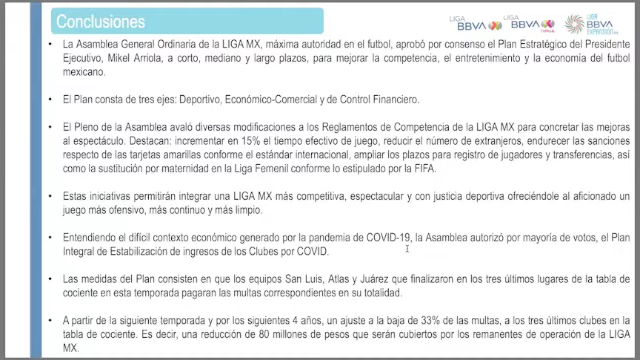 Conclusiones
LIGA
BBVA
LIGA
BBVA
LIGA
BBVA
EXPANSIÓN MX
• La Asamblea General Ordinaria de la LIGA MX, máxima autoridad en el futbol, aprobó por consenso el Plan Estratégico del Presidente
Ejecutivo, Mikel Arriola, a corto, mediano y largo plazos, para mejorar la competencia, el entretenimiento y la economía del futbol
mexicano.
• El Plan consta de tres ejes: Deportivo, Económico-Comercial y de Control Financiero.
• El Pleno de la Asamblea avaló diversas modificaciones a los Reglamentos de Competencia de la LIGA MX para concretar las mejoras
al espectáculo. Destacan: incrementar en 15% el tiempo efectivo de juego, reducir el número de extranjeros, endurecer las sanciones
respecto de las tarjetas amarillas conforme el estándar internacional, ampliar los plazos para registro de jugadores y transferencias, así
como la sustitución por maternidad en la Liga Femenil conforme lo estipulado por la FIFA.
• Estas iniciativas permitirán integrar una LIGA MX más competitiva, espectacular y con justicia deportiva ofreciéndole al aficionado un
juego más ofensivo, más continuo y más limpio.
• Entendiendo el difícil contexto económico generado por la pandemia de COVID-19, la Asamblea autorizó por mayoría de votos, el Plan
Integral de Estabilización de ingresos de los Clubes por COVID.
• Las medidas del Plan consisten en que los equipos San Luis, Atlas y Juárez que finalizaron en los tres últimos lugares de la tabla de
cociente en esta temporada pagaran las multas correspondientes en su totalidad.
• A partir de la siguiente temporada y por los siguientes 4 años, un ajuste a la baja de 33% de las multas, a los tres últimos clubes en la
tabla de cociente. Es decir, una reducción de 80 millones de pesos que serán cubiertos por los remanentes de operación de la LIGA
MX.